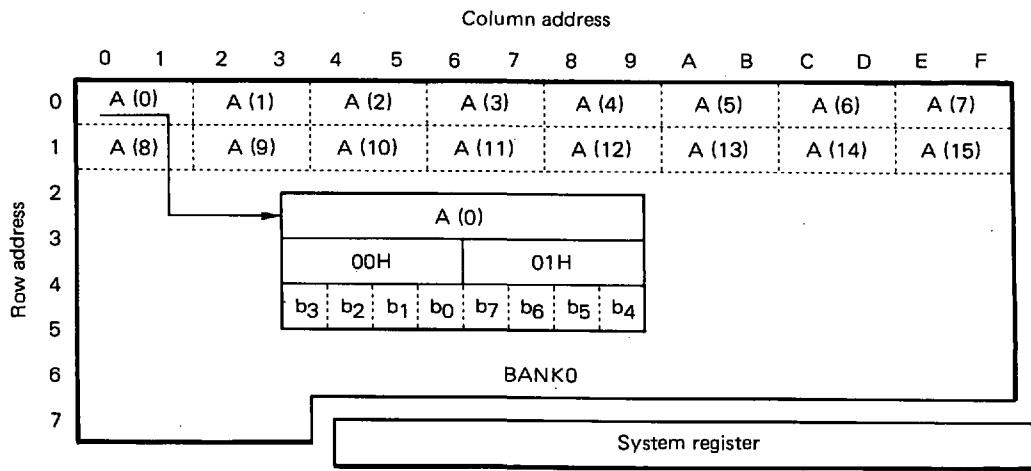 Column address
0 1 2 3 4 5 6 7 8 9 A B C D E F
0 A (0) A (1) A (2) A (3) A (4) A (5) A (6) A (7)
1 A (8) A (9) A (10) A (11) A (12) A (13) A (14) A (15)
2
A (0)
3
00H 01H
4
b3 b2 b1 b0 b7 b6 b5 b4
5
6 BANK0
7
System register
Row address